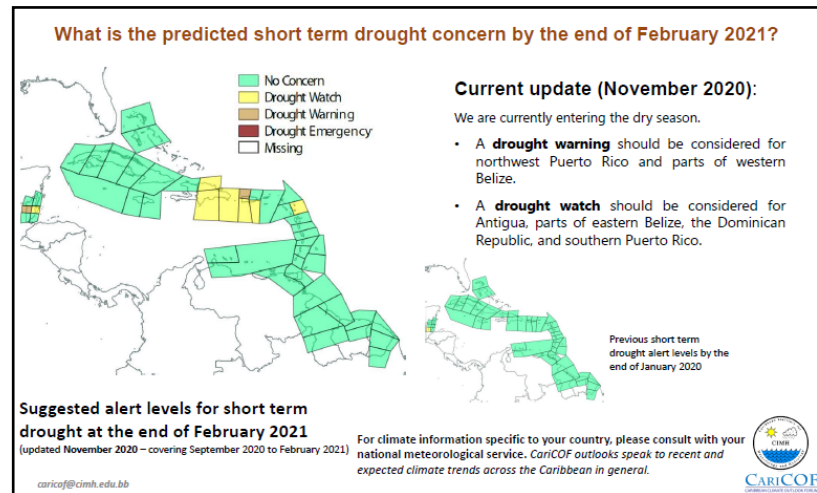 What is the predicted short term drought concern by the end of February 2021?
No Concern
Drought Watch
Drought Warning
Drought Emergency
Missing
Current update (November 2020):
We are currently entering the dry season.
• A drought warning should be considered for
northwest Puerto Rico and parts of western
Belize.
• A drought watch should be considered for
Antigua, parts of eastern Belize, the Dominican
Republic, and southern Puerto Rico.
Previous short term
drought alert levels by the
end of January 2020
Suggested alert levels for short term
drought at the end of February 2021
(updated November 2020 – covering September 2020 to February 2021)
For climate information specific to your country, please consult with your
national meteorological service. CariCOF outlooks speak to recent and
expected climate trends across the Caribbean in general.
caricof@cimh.edu.bb
CIMH
CARICOF
CARIBBEAN CLIMATE OUTLOOK FORUM